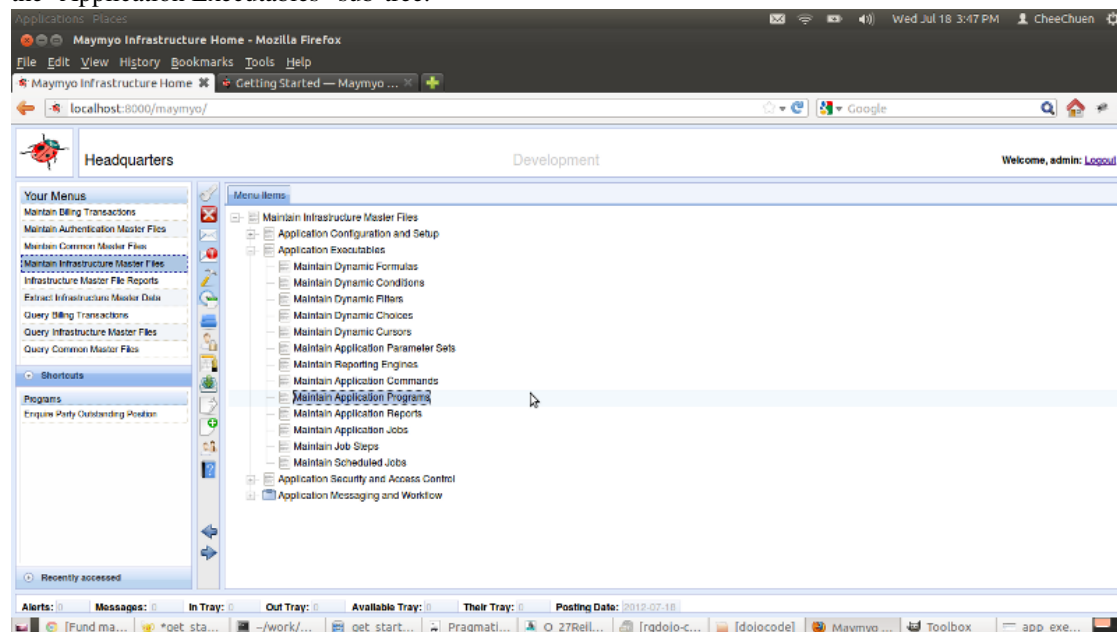 the "Application Executables" sub-tree.
Applications Places
Wed Jul 18 3:47 PM CheeChuen
Maymyo Infrastructure Home - Mozilla Firefox
File Edit View History Bookmarks Tools Help
Maymyo Infrastructure Home
Getting Started — Maymyo ...
localhost:8000/maymyo/
Google
Headquarters
Development
Welcome, admin: Logout
Your Menus
Maintain Billing Transactions
Maintain Authentication Master Files
Maintain Common Master Files
Maintain Infrastructure Master Files
Infrastructure Master File Reports
Extract Infrastructure Master Data
Query Billing Transactions
Query Infrastructure Master Files
Query Common Master Files
Shortcuts
Programs
Enquire Party Outstanding Position
Recently accessed
Menu Items
Maintain Infrastructure Master Files
Application Configuration and Setup
Application Executables
Maintain Dynamic Formulas
Maintain Dynamic Conditions
Maintain Dynamic Filters
Maintain Dynamic Choices
Maintain Dynamic Cursors
Maintain Application Parameter Sets
Maintain Reporting Engines
Maintain Application Commands
Maintain Application Programs
Maintain Application Reports
Maintain Application Jobs
Maintain Job Steps
Maintain Scheduled Jobs
Application Security and Access Control
Application Messaging and Workflow
Alerts: 0 Messages: 0 In Tray: 0 Out Tray: 0 Available Tray: 0 Their Tray: 0 Posting Date: 2012-07-18
[Fund ma... *get sta... ~/work/... get start... Pragmati... O 27Reil... [rgdojo-c... [dojocode] Maymyo ... Toolbox app exe...